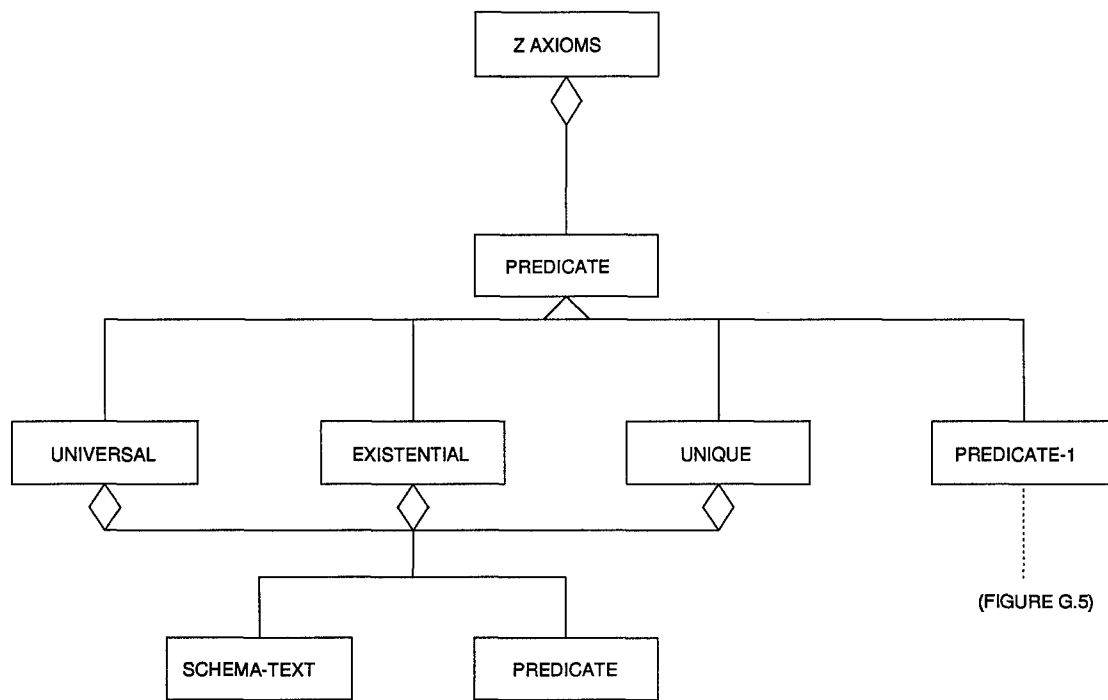 Z AXIOMS
PREDICATE
UNIVERSAL
EXISTENTIAL
UNIQUE
PREDICATE-1
(FIGURE G.5)
SCHEMA-TEXT
PREDICATE